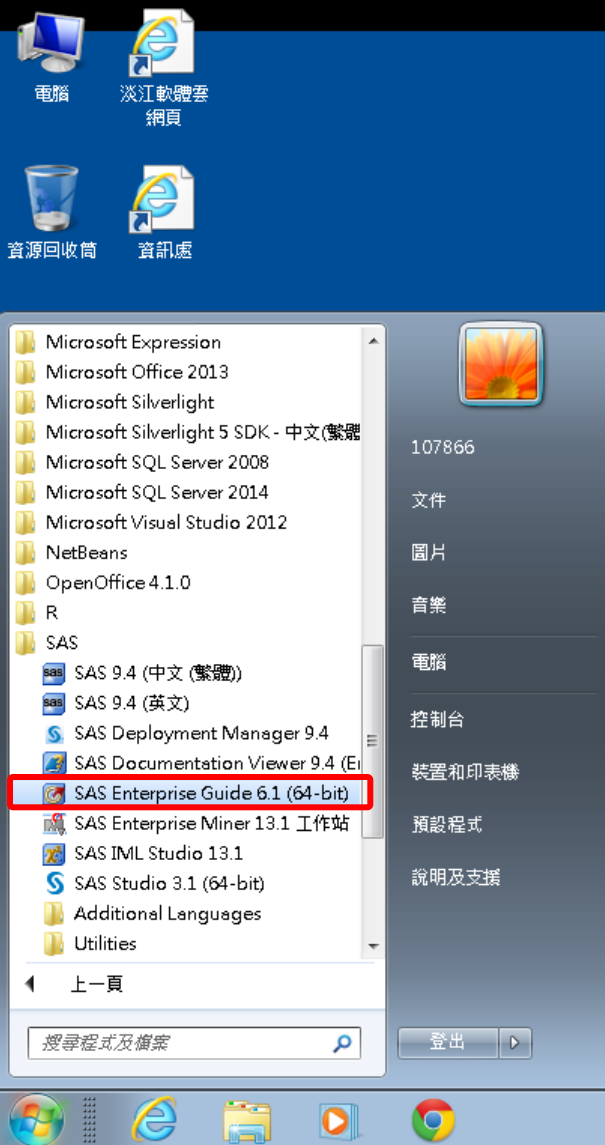 電腦
淡江軟體雲
網頁
資源回收筒
資訊處
Microsoft Expression
Microsoft Office 2013
Microsoft Silverlight
Microsoft Silverlight 5 SDK - 中文(繁體
Microsoft SQL Server 2008
Microsoft SQL Server 2014
Microsoft Visual Studio 2012
NetBeans
OpenOffice 4.1.0
R
SAS
SAS 9.4 (中文 (繁體))
SAS 9.4 (英文)
SAS Deployment Manager 9.4
SAS Documentation Viewer 9.4 (En
SAS Enterprise Guide 6.1 (64-bit)
SAS Enterprise Miner 13.1 工作站
SAS IML Studio 13.1
SAS Studio 3.1 (64-bit)
Additional Languages
Utilities
上一頁
搜尋程式及檔案
107866
文件
圖片
音樂
電腦
控制台
裝置和印表機
預設程式
說明及支援
登出